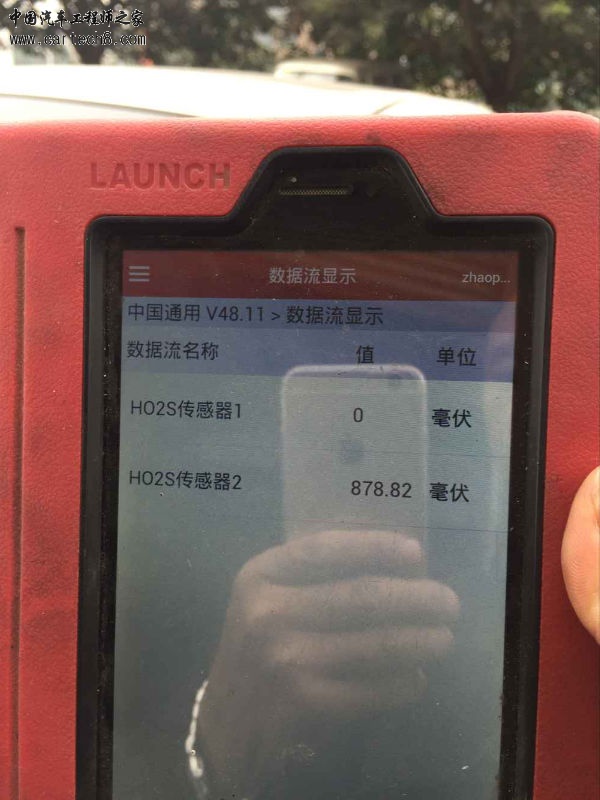 中国汽车工程师之家
www.cartech8.com
LAUNCH
数据流显示 zhaop...
中国通用 V48.11 > 数据流显示
数据流名称 值 单位
HO2S传感器1 0 毫伏
HO2S传感器2 878.82 毫伏